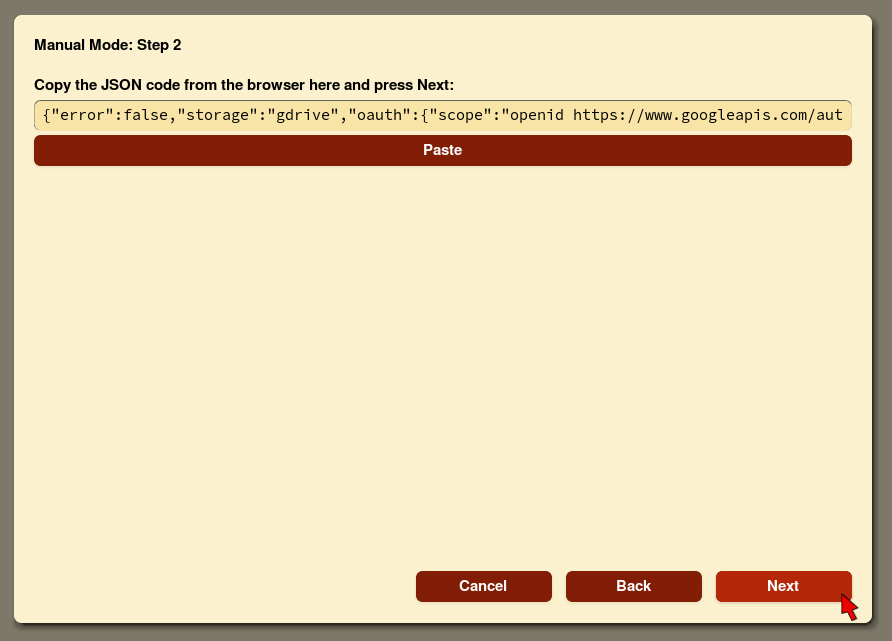 Manual Mode: Step 2
Copy the JSON code from the browser here and press Next:
{"error":false,"storage":"gdrive","oauth":{"scope":"openid https://www.googleapis.com/aut
Paste
Cancel Back Next